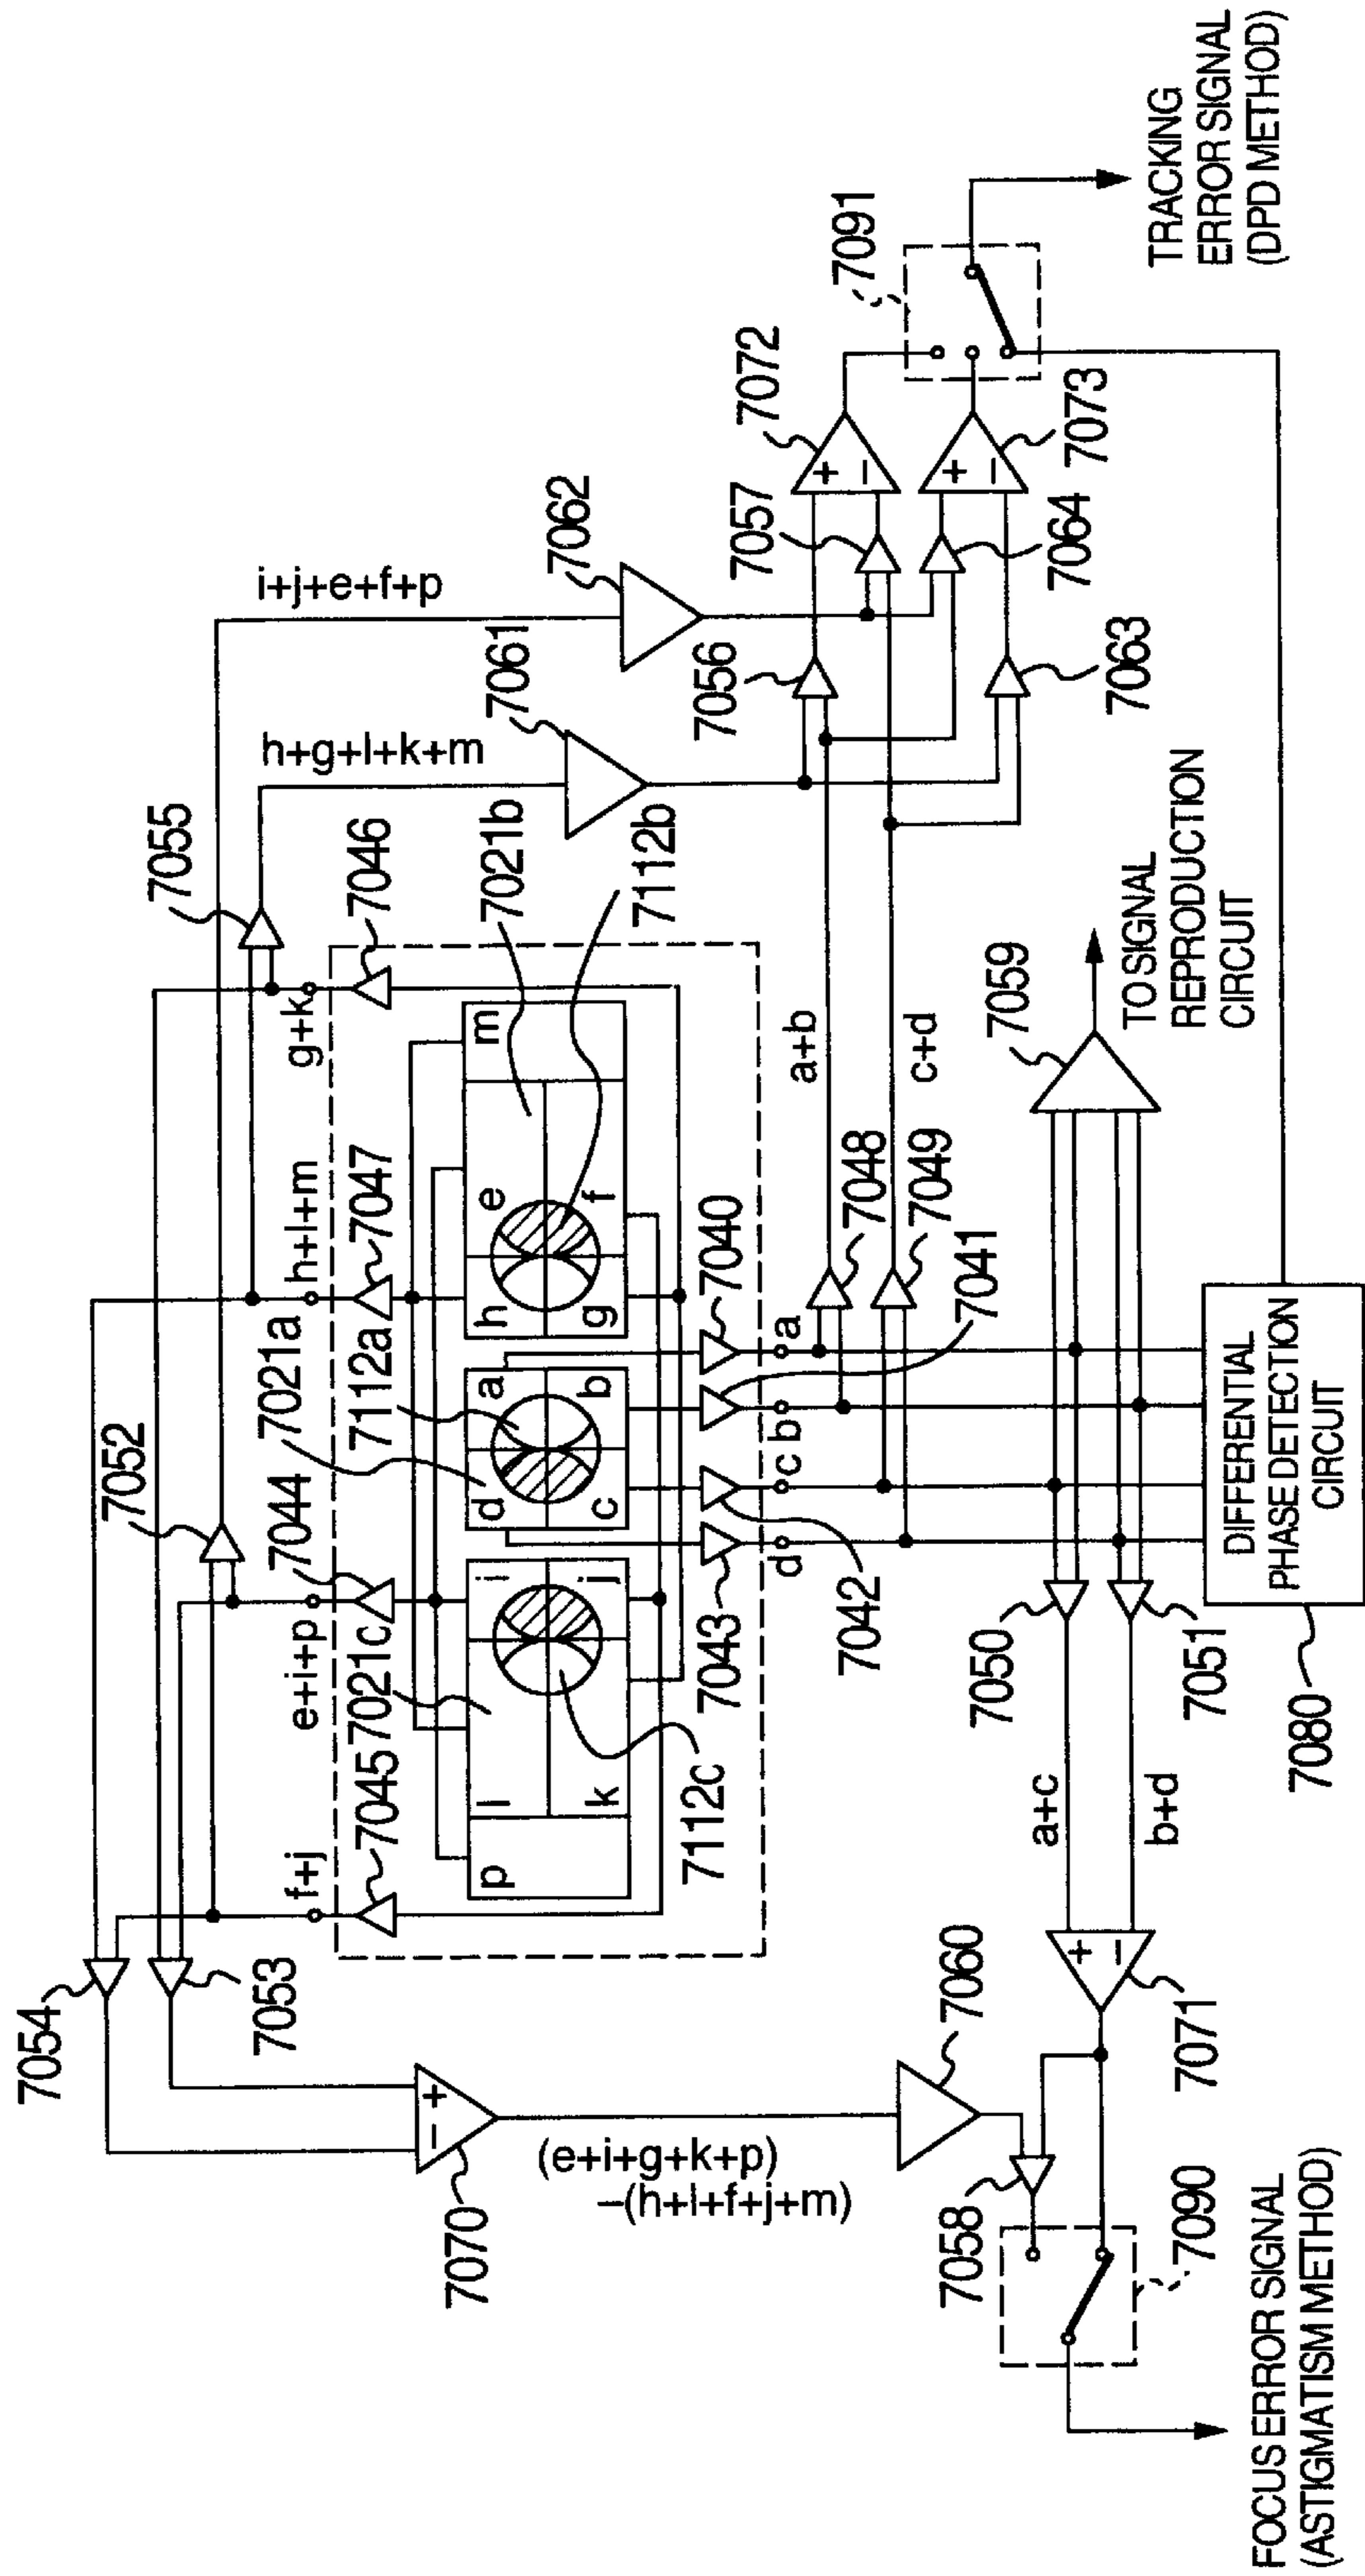 7054
7053
7052
7055
7070
(e+i+g+k+p)
–(h+l+f+j+m)
7060
7058
7090
FOCUS ERROR SIGNAL
(ASTIGMATISM METHOD)
f+j
e+i+p
h+l+m
g+k
7045
7021c
7044
7021a
7112a
7047
7046
7021b
7112b
p
l
k
i
j
d
a
c
b
h
e
g
f
m
7112c
7043
7042
7041
7040
d
c
b
a
7048
7049
a+b
c+d
7050
7051
a+c
b+d
+
–
7071
7059
TO SIGNAL
REPRODUCTION
CIRCUIT
DIFFERENTIAL
PHASE DETECTION
CIRCUIT
7080
h+g+l+k+m
i+j+e+f+p
7061
7062
7056
7057
7063
7064
7072
7073
+
–
+
–
–
+
7091
TRACKING
ERROR SIGNAL
(DPD METHOD)